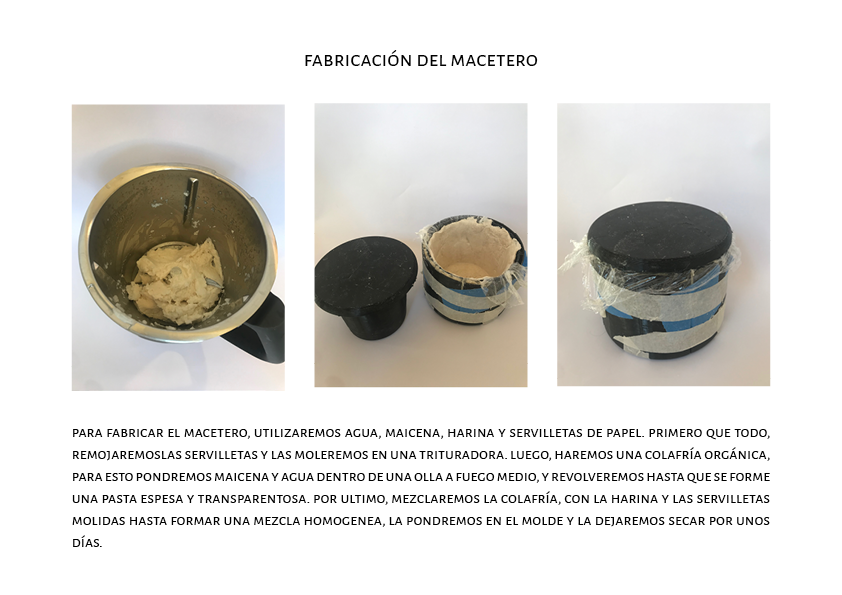 FABRICACIÓN DEL MACETERO
PARA FABRICAR EL MACETERO, UTILIZAREMOS AGUA, MAICENA, HARINA Y SERVILLETAS DE PAPEL. PRIMERO QUE TODO,
REMOJAREMOSLAS SERVILLETAS Y LAS MOLEREMOS EN UNA TRITURADORA. LUEGO, HAREMOS UNA COLAFRÍA ORGÁNICA,
PARA ESTO PONDREMOS MAICENA Y AGUA DENTRO DE UNA OLLA A FUEGO MEDIO, Y REVOLVEREMOS HASTA QUE SE FORME
UNA PASTA ESPESA Y TRANSPARENTOSA. POR ULTIMO, MEZCLAREMOS LA COLAFRÍA, CON LA HARINA Y LAS SERVILLETAS
MOLIDAS HASTA FORMAR UNA MEZCLA HOMOGENEA, LA PONDREMOS EN EL MOLDE Y LA DEJAREMOS SECAR POR UNOS
DÍAS.